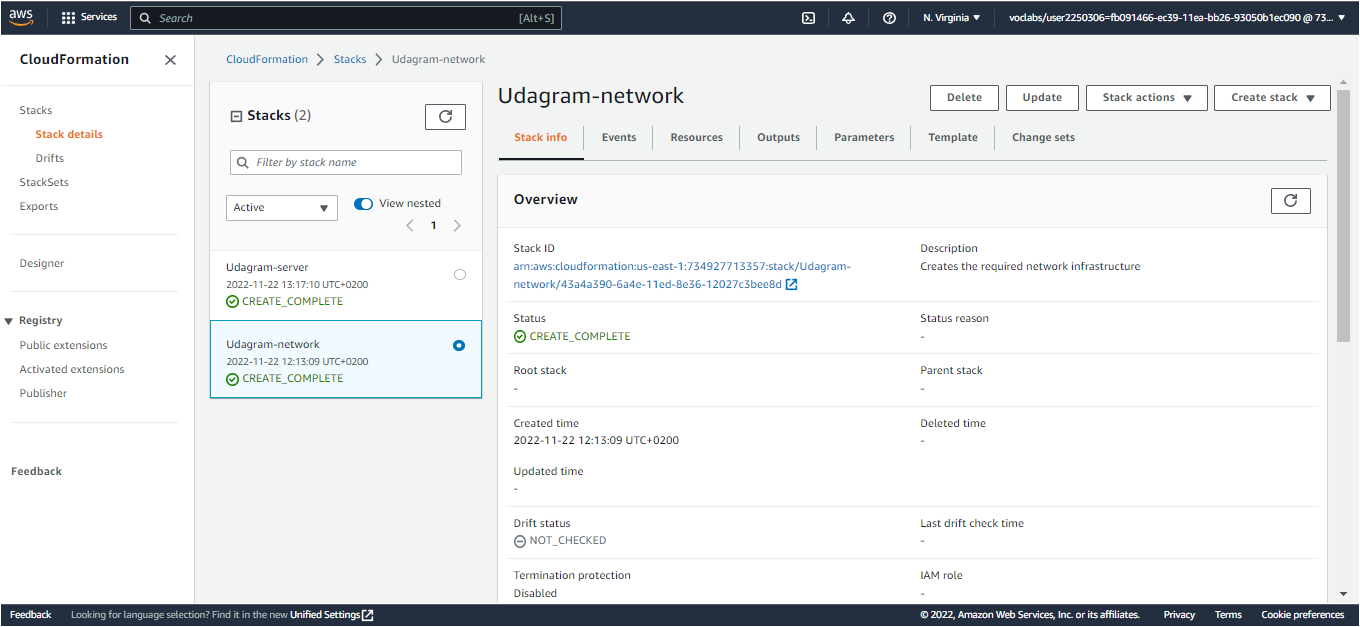 aws
Services
Search
[Alt+S]
N. Virginia
voclabs/user2250306=fb091466-ec39-11ea-bb26-93050b1ec090 @ 73...
CloudFormation
Stacks
Stack details
Drifts
StackSets
Exports
Designer
Registry
Public extensions
Activated extensions
Publisher
Feedback
CloudFormation
Stacks
Udagram-network
Stacks (2)
Filter by stack name
Active
View nested
1
Udagram-server
2022-11-22 13:17:10 UTC+0200
CREATE_COMPLETE
Udagram-network
2022-11-22 12:13:09 UTC+0200
CREATE_COMPLETE
Udagram-network
Delete
Update
Stack actions
Create stack
Stack info
Events
Resources
Outputs
Parameters
Template
Change sets
Overview
Stack ID
arn:aws:cloudformation:us-east-1:734927713357:stack/Udagram-
network/43a4a390-6a4e-11ed-8e36-12027c3bee8d
Description
Creates the required network infrastructure
Status
CREATE_COMPLETE
Status reason
-
Root stack
-
Parent stack
-
Created time
2022-11-22 12:13:09 UTC+0200
Deleted time
-
Updated time
-
Drift status
NOT_CHECKED
Last drift check time
-
Termination protection
Disabled
IAM role
-
Feedback
Looking for language selection? Find it in the new Unified Settings
© 2022, Amazon Web Services, Inc. or its affiliates.
Privacy
Terms
Cookie preferences